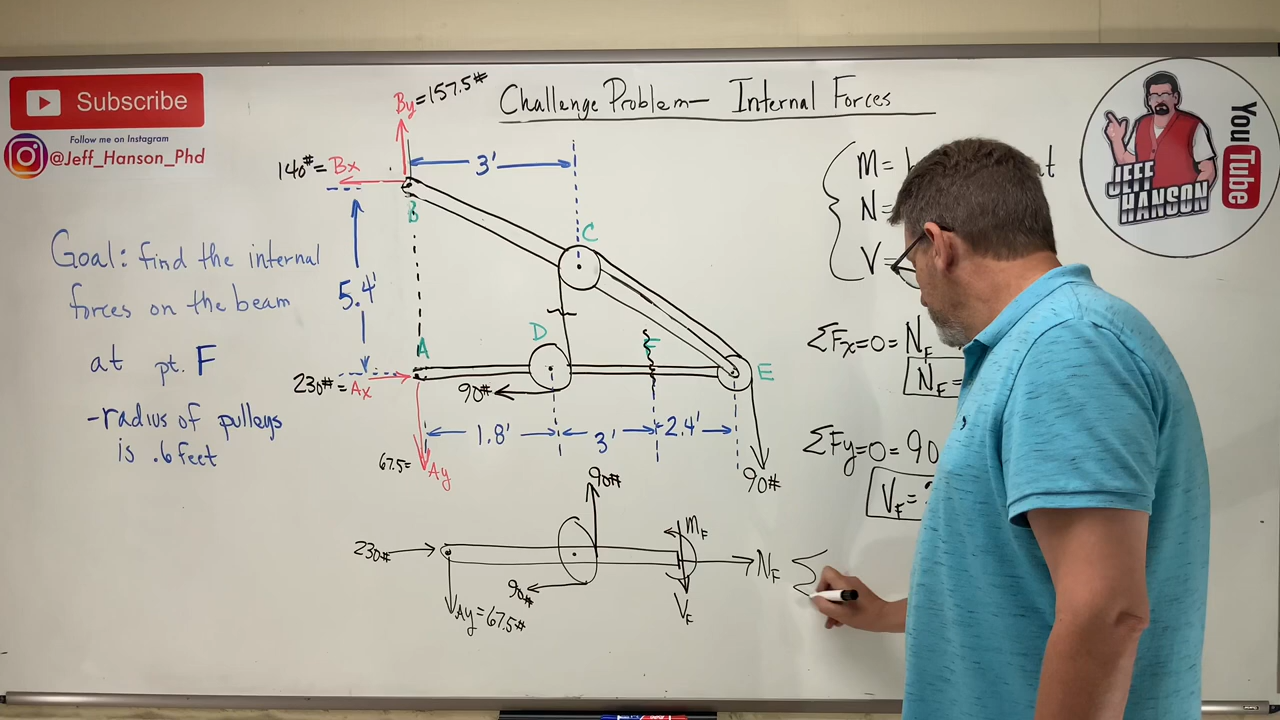 Subscribe
Follow me on Instagram
@Jeff_Hanson_Phd
Challange Problem— Internal Forces
By=157.5#
140#= Bx
3'
B
C
Goal: find the internal
forces on the beam
at pt. F
-radius of pulleys
is .6feet
5.4'
A
D
F
E
230#= Ax
90#
1.8'
3'
2.4'
67.5= Ay
90#
90#
230#
90#
Ay=67.5#
MF
NF
VF
M=
N=
V=
ΣFx=0= NF
NF=
ΣFy=0= 90
VF=
Σ
JEFF
HANSON
YouTube